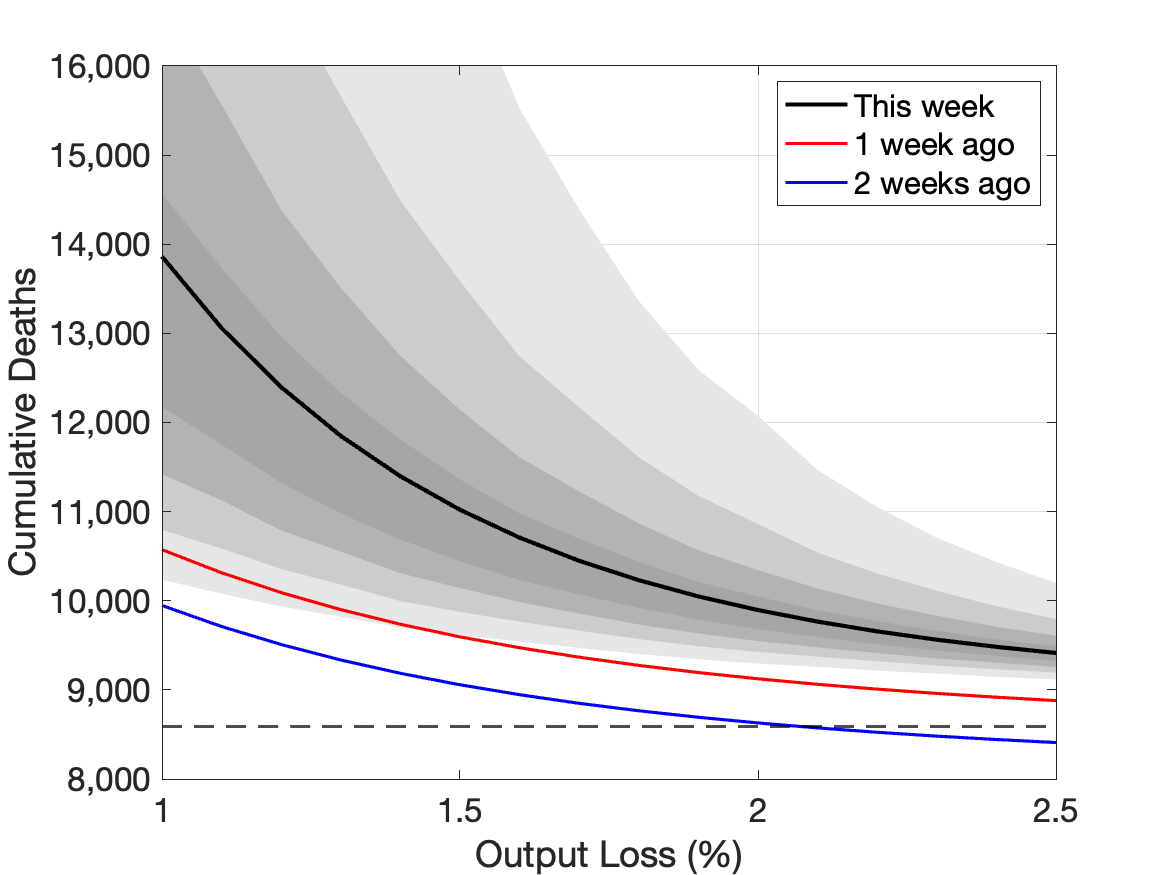 16,000
15,000
14,000
13,000
12,000
11,000
10,000
9,000
8,000
Cumulative Deaths
This week
1 week ago
2 weeks ago
1
1.5
2
2.5
Output Loss (%)